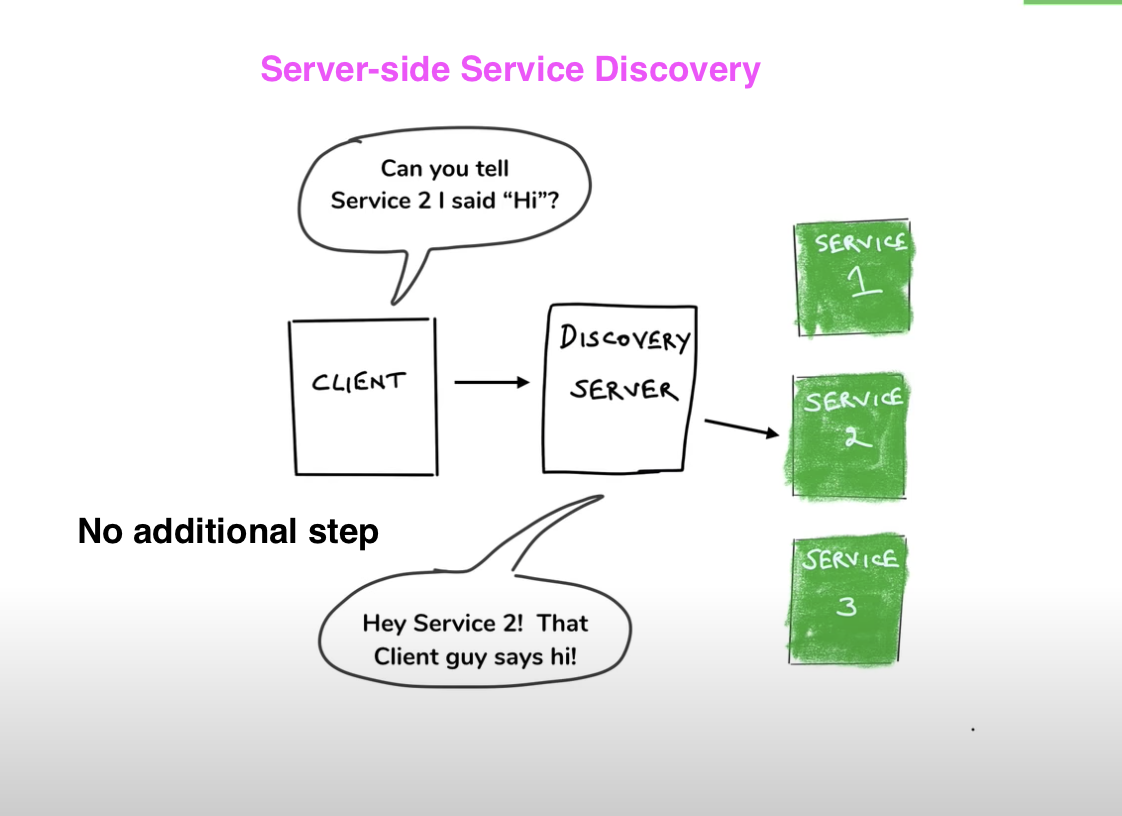 Server-side Service Discovery
Can you tell
Service 2 I said “Hi”?
SERVICE
1
CLIENT
DISCOVERY
SERVER
SERVICE
2
No additional step
SERVICE
3
Hey Service 2!  That
Client guy says hi!